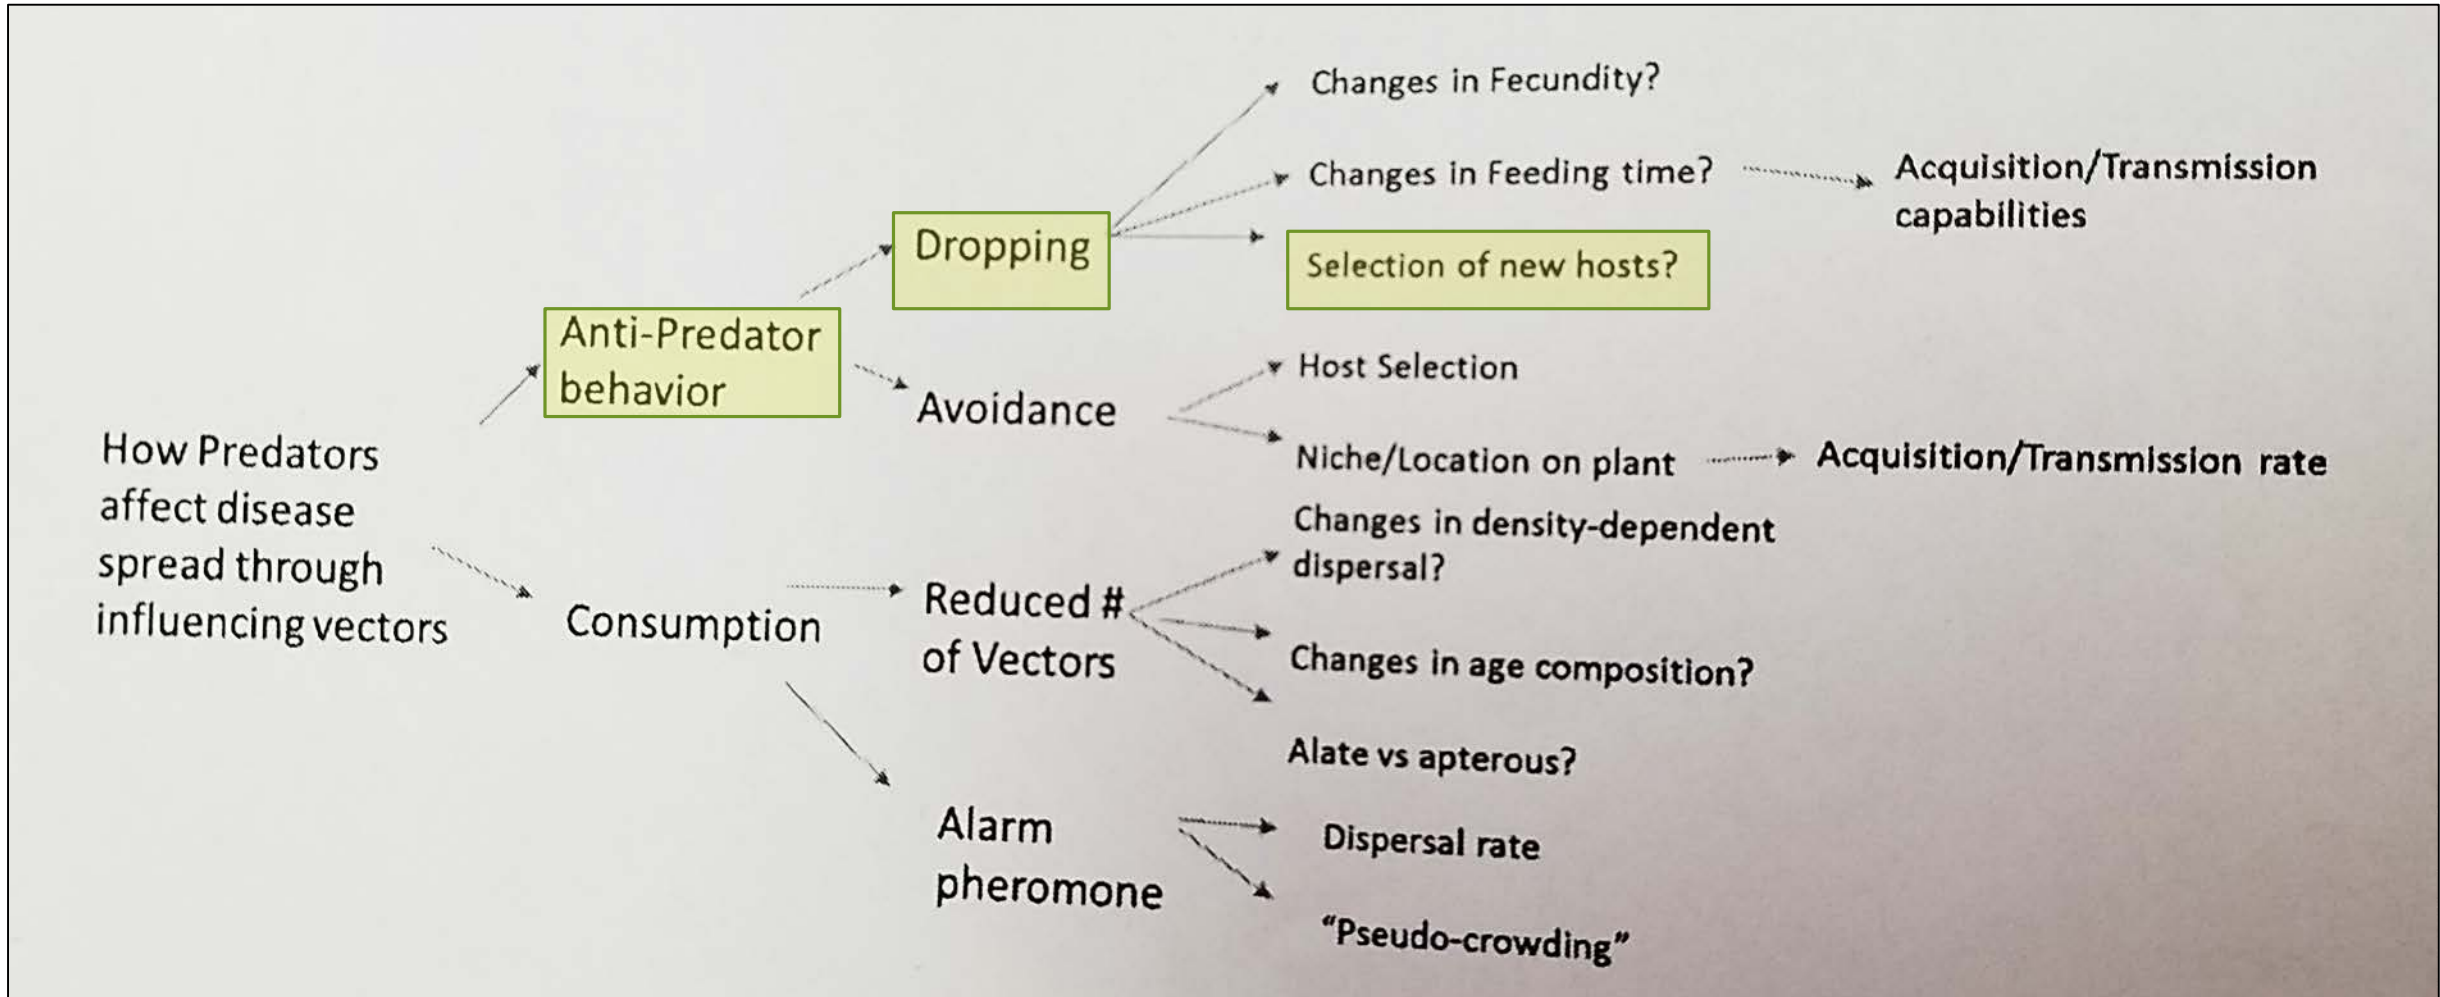 How Predators
affect disease
spread through
influencing vectors
Anti-Predator
behavior
Dropping
Changes in Fecundity?
Changes in Feeding time?
Acquisition/Transmission
capabilities
Selection of new hosts?
Avoidance
Host Selection
Niche/Location on plant
Acquisition/Transmission rate
Consumption
Reduced #
of Vectors
Changes in density-dependent
dispersal?
Changes in age composition?
Alate vs apterous?
Alarm
pheromone
Dispersal rate
“Pseudo-crowding”